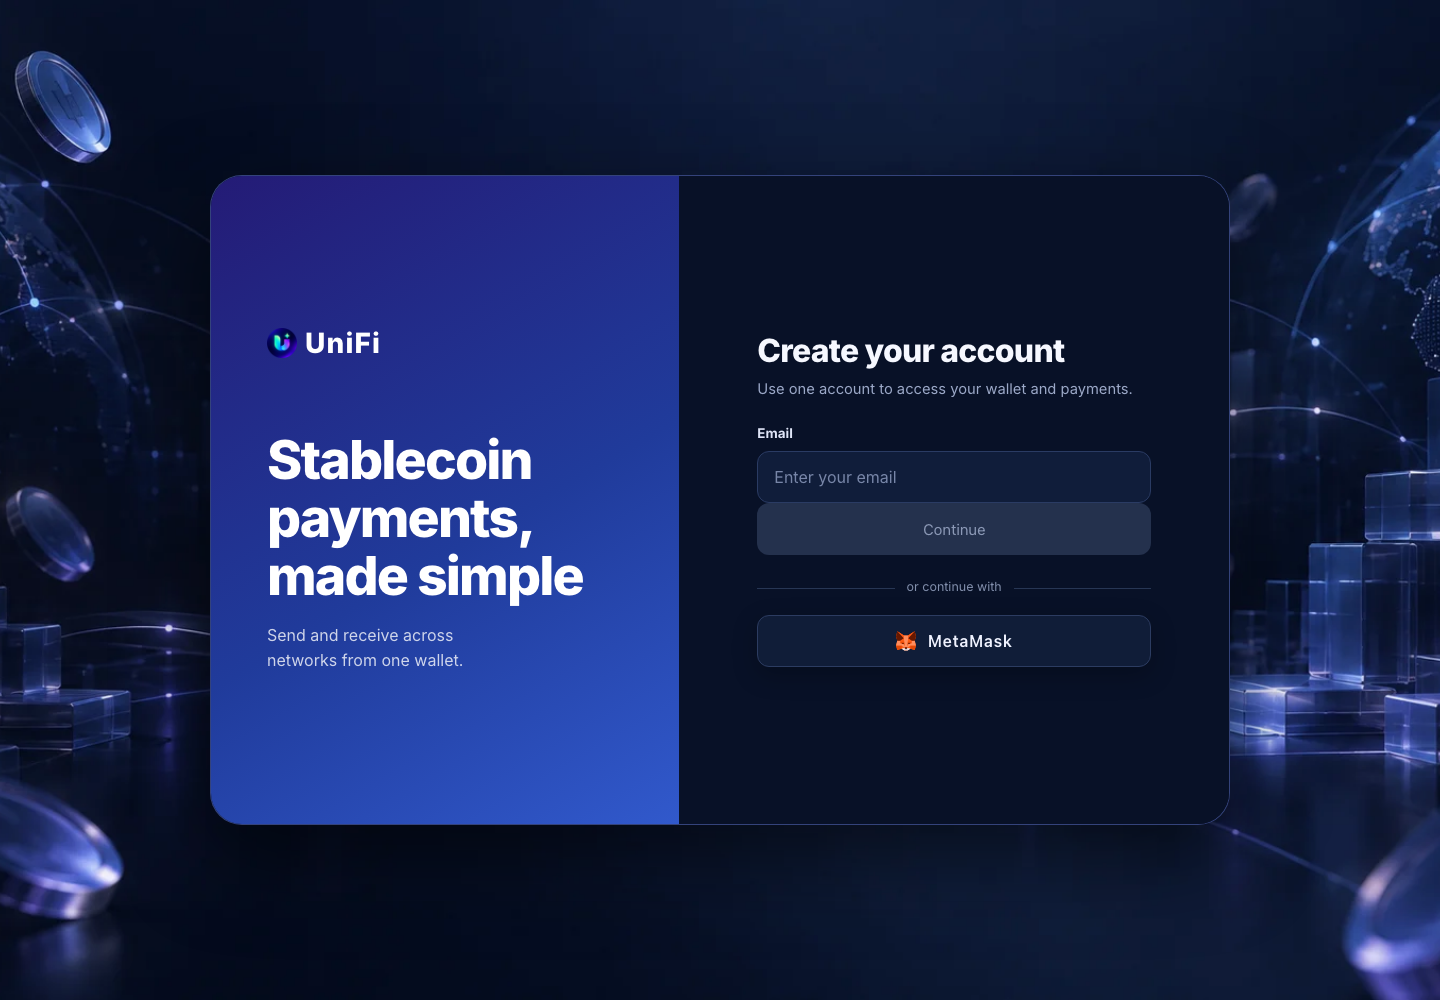 UniFi
Stablecoin
payments,
made simple
Send and receive across
networks from one wallet.
Create your account
Use one account to access your wallet and payments.
Email
Enter your email
Continue
or continue with
MetaMask